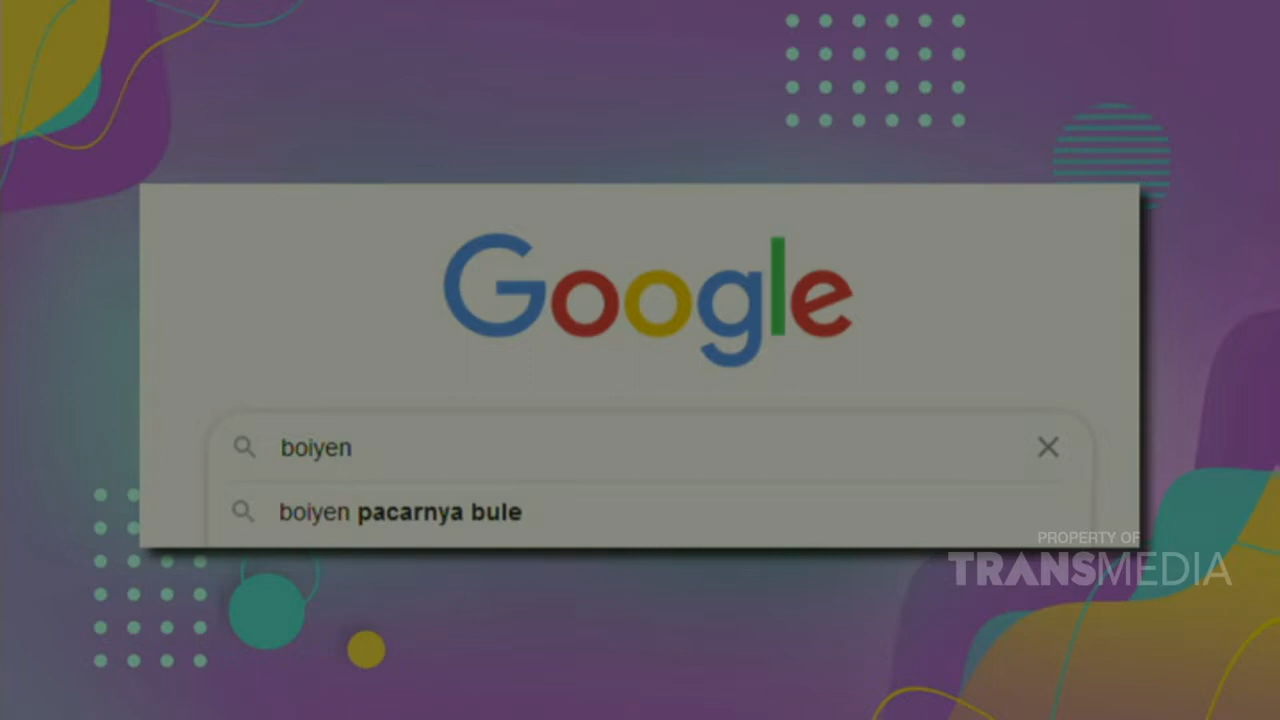 Google
boiyen
boiyen pacarnya bule
PROPERTY OF
TRANSMEDIA